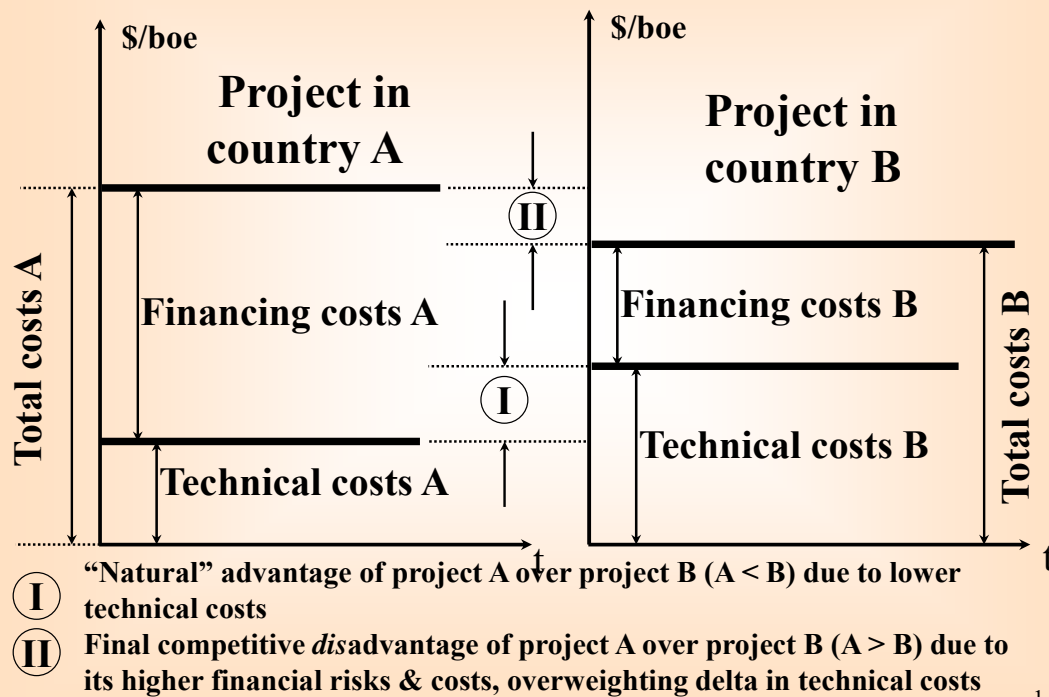 $/boe
Project in
country A
Total costs A
Financing costs A
Technical costs A
t
II
I
$/boe
Project in
country B
Financing costs B
Technical costs B
Total costs B
t
I “Natural” advantage of project A over project B (A < B) due to lower
technical costs
II Final competitive disadvantage of project A over project B (A > B) due to
its higher financial risks & costs, overweighting delta in technical costs